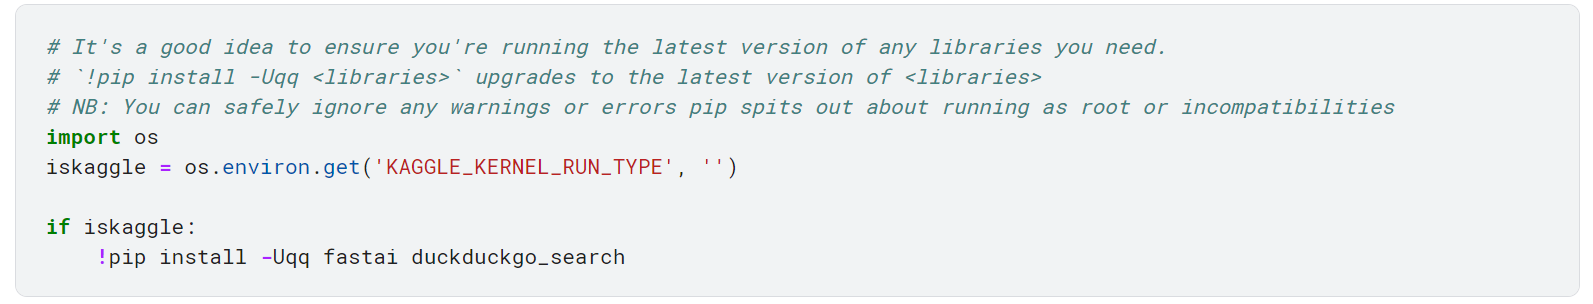 # It's a good idea to ensure you're running the latest version of any libraries you need.
# `!pip install -Uqq <libraries>` upgrades to the latest version of <libraries>
# NB: You can safely ignore any warnings or errors pip spits out about running as root or incompatibilities
import os
iskaggle = os.environ.get('KAGGLE_KERNEL_RUN_TYPE', '')
if iskaggle:
    !pip install -Uqq fastai duckduckgo_search